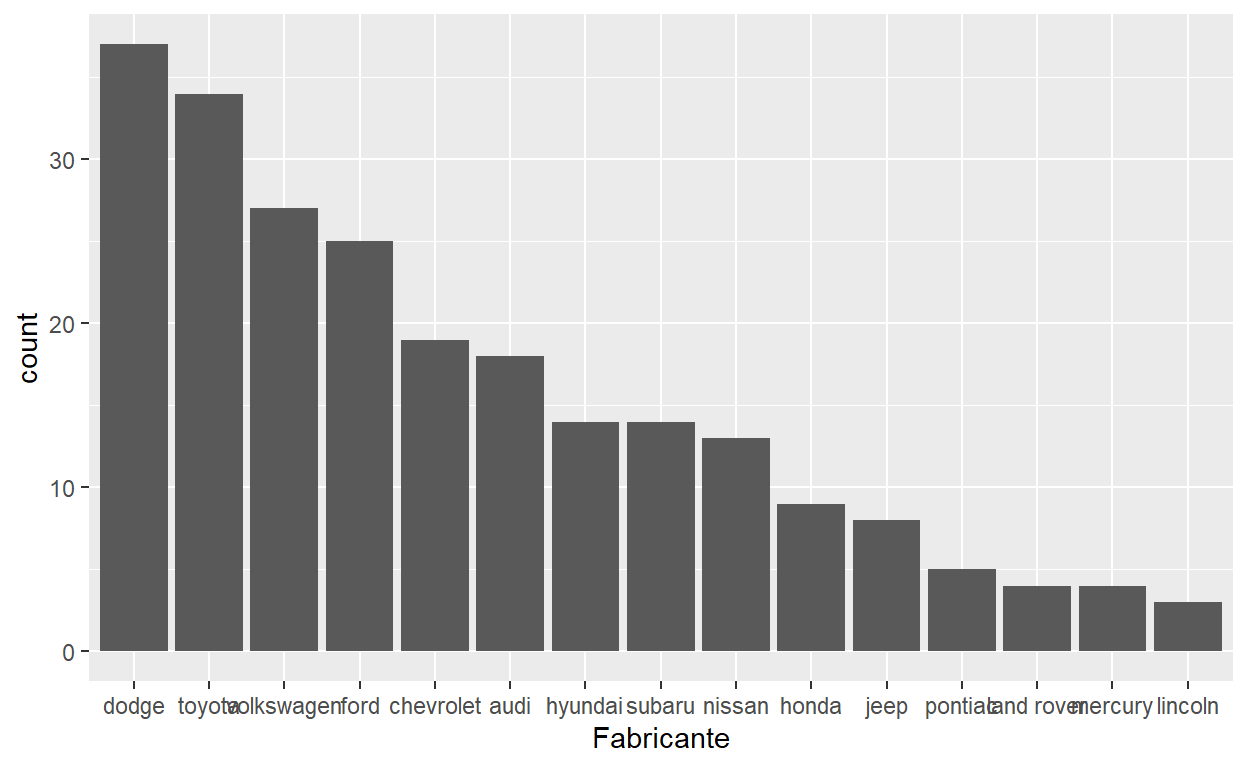 count
30
20
10
0
dodge toyota volkswagen ford chevrolet audi hyundai subaru nissan honda jeep pontiac land rover mercury lincoln
Fabricante